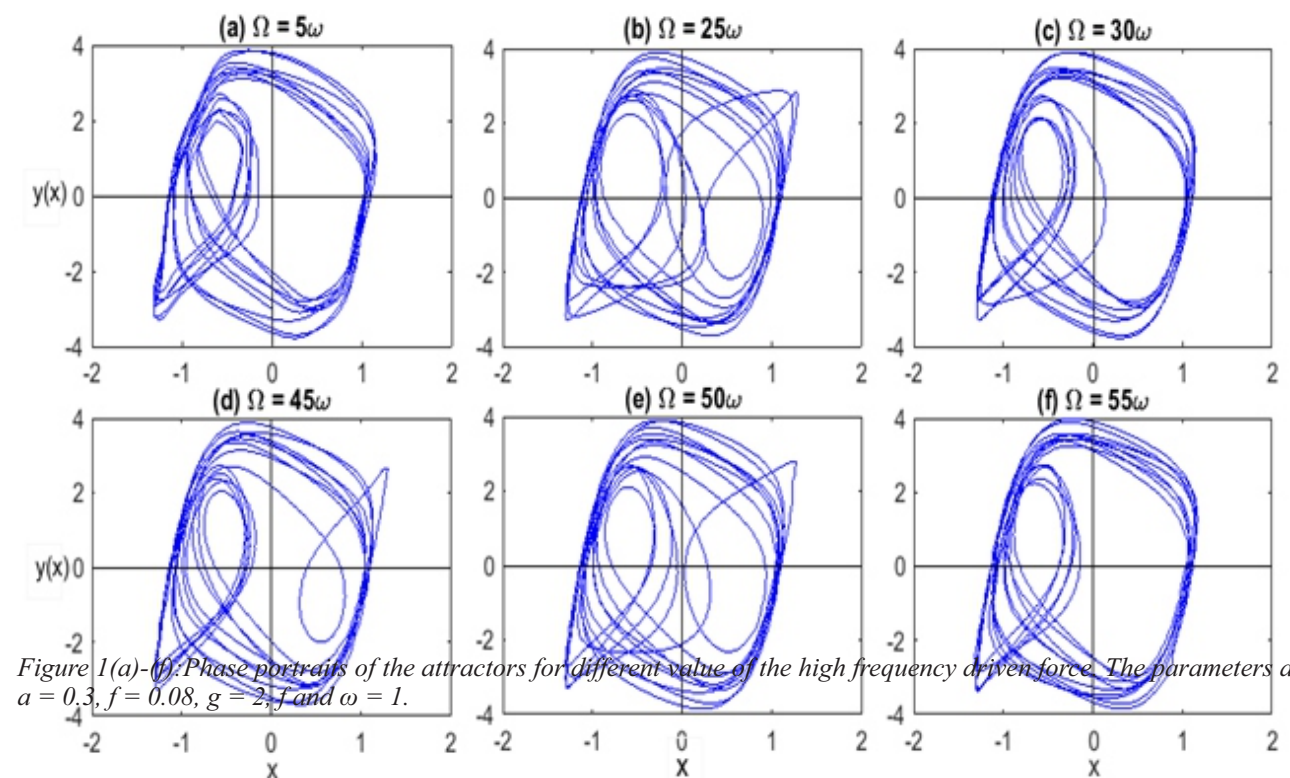 (a) Ω = 5ω (b) Ω = 25ω (c) Ω = 30ω
4 4 4
2 2 2
y(x) 0 0 0
-2 -2 -2
-4 -4 -4
-2 -1 0 1 2 -2 -1 0 1 2 -2 -1 0 1 2
(d) Ω = 45ω (e) Ω = 50ω (f) Ω = 55ω
4 4 4
2 2 2
y(x) 0 0 0
-2 -2 -2
Figure 1(a)-(f):Phase portraits of the attractors for different value of the high frequency driven force. The parameters a
a = 0.3, f = 0.08, g = 2, f and ω = 1.
-4 -4 -4
-2 -1 0 1 2 -2 -1 0 1 2 -2 -1 0 1 2
x x x